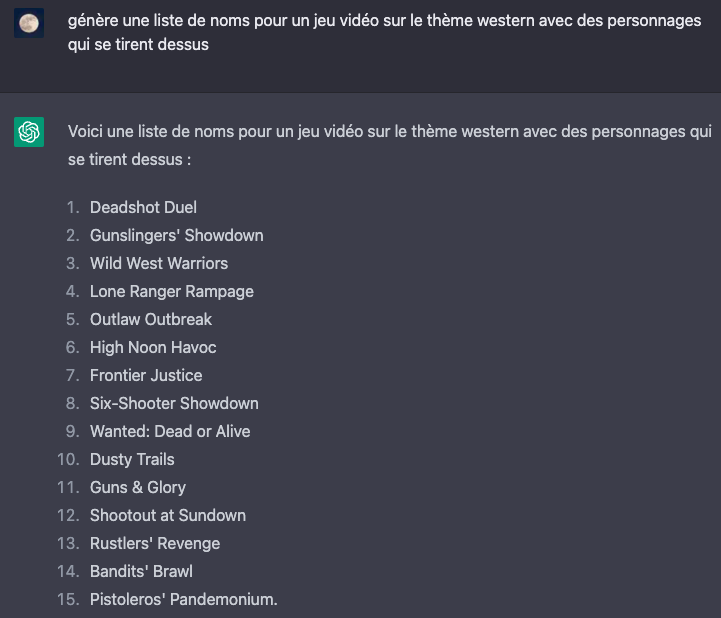 génère une liste de noms pour un jeu vidéo sur le thème western avec des personnages
qui se tirent dessus
Voici une liste de noms pour un jeu vidéo sur le thème western avec des personnages qui
se tirent dessus :
1. Deadshot Duel
2. Gunslingers' Showdown
3. Wild West Warriors
4. Lone Ranger Rampage
5. Outlaw Outbreak
6. High Noon Havoc
7. Frontier Justice
8. Six-Shooter Showdown
9. Wanted: Dead or Alive
10. Dusty Trails
11. Guns & Glory
12. Shootout at Sundown
13. Rustlers' Revenge
14. Bandits' Brawl
15. Pistoleros' Pandemonium.